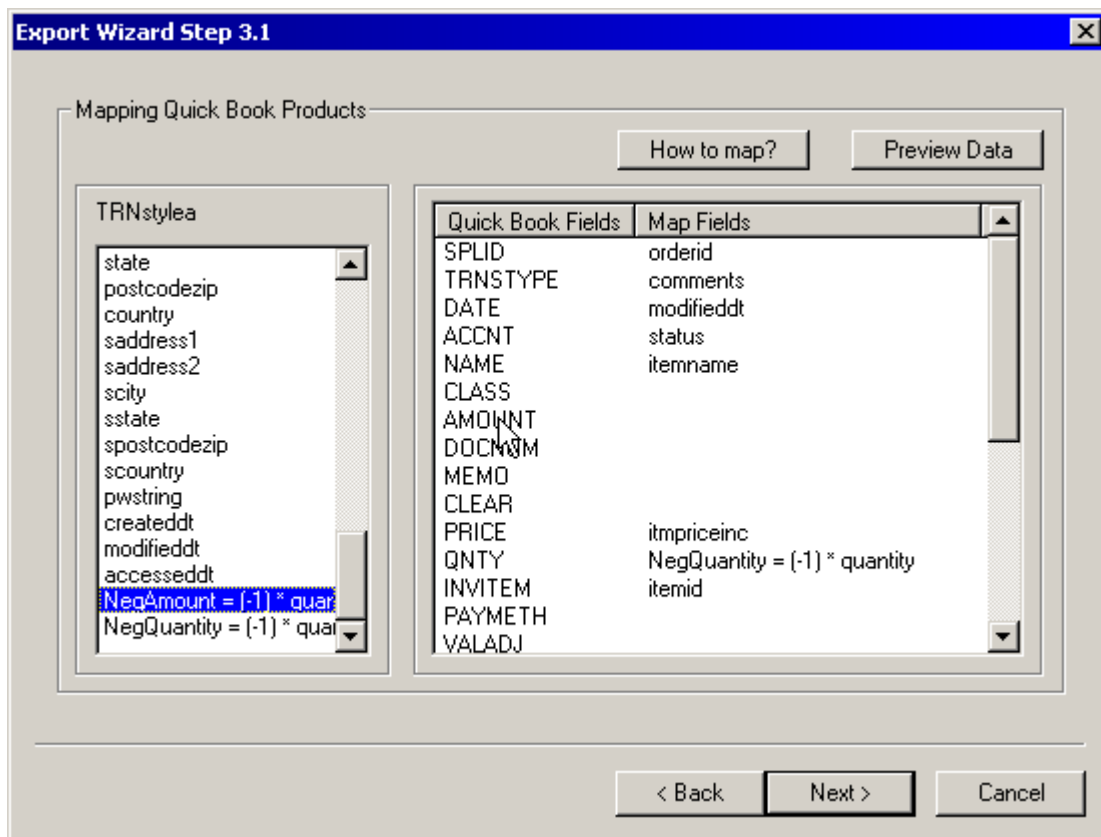 Export Wizard Step 3.1
Mapping Quick Book Products
How to map?
Preview Data
TRNstylea
state
postcodezip
country
saddress1
saddress2
scity
sstate
spostcodezip
scountry
pwstring
createddt
modifieddt
accesseddt
NegAmount = (-1) * quar
NegQuantity = (-1) * quar
Quick Book Fields Map Fields
SPLID orderid
TRNSTYPE comments
DATE modifieddt
ACCNT status
NAME itemname
CLASS
AMOUNT
DOCNUM
MEMO
CLEAR
PRICE itmpriceinc
QNTY NegQuantity = (-1) * quantity
INVITEM itemid
PAYMETH
VALADJ
< Back
Next >
Cancel